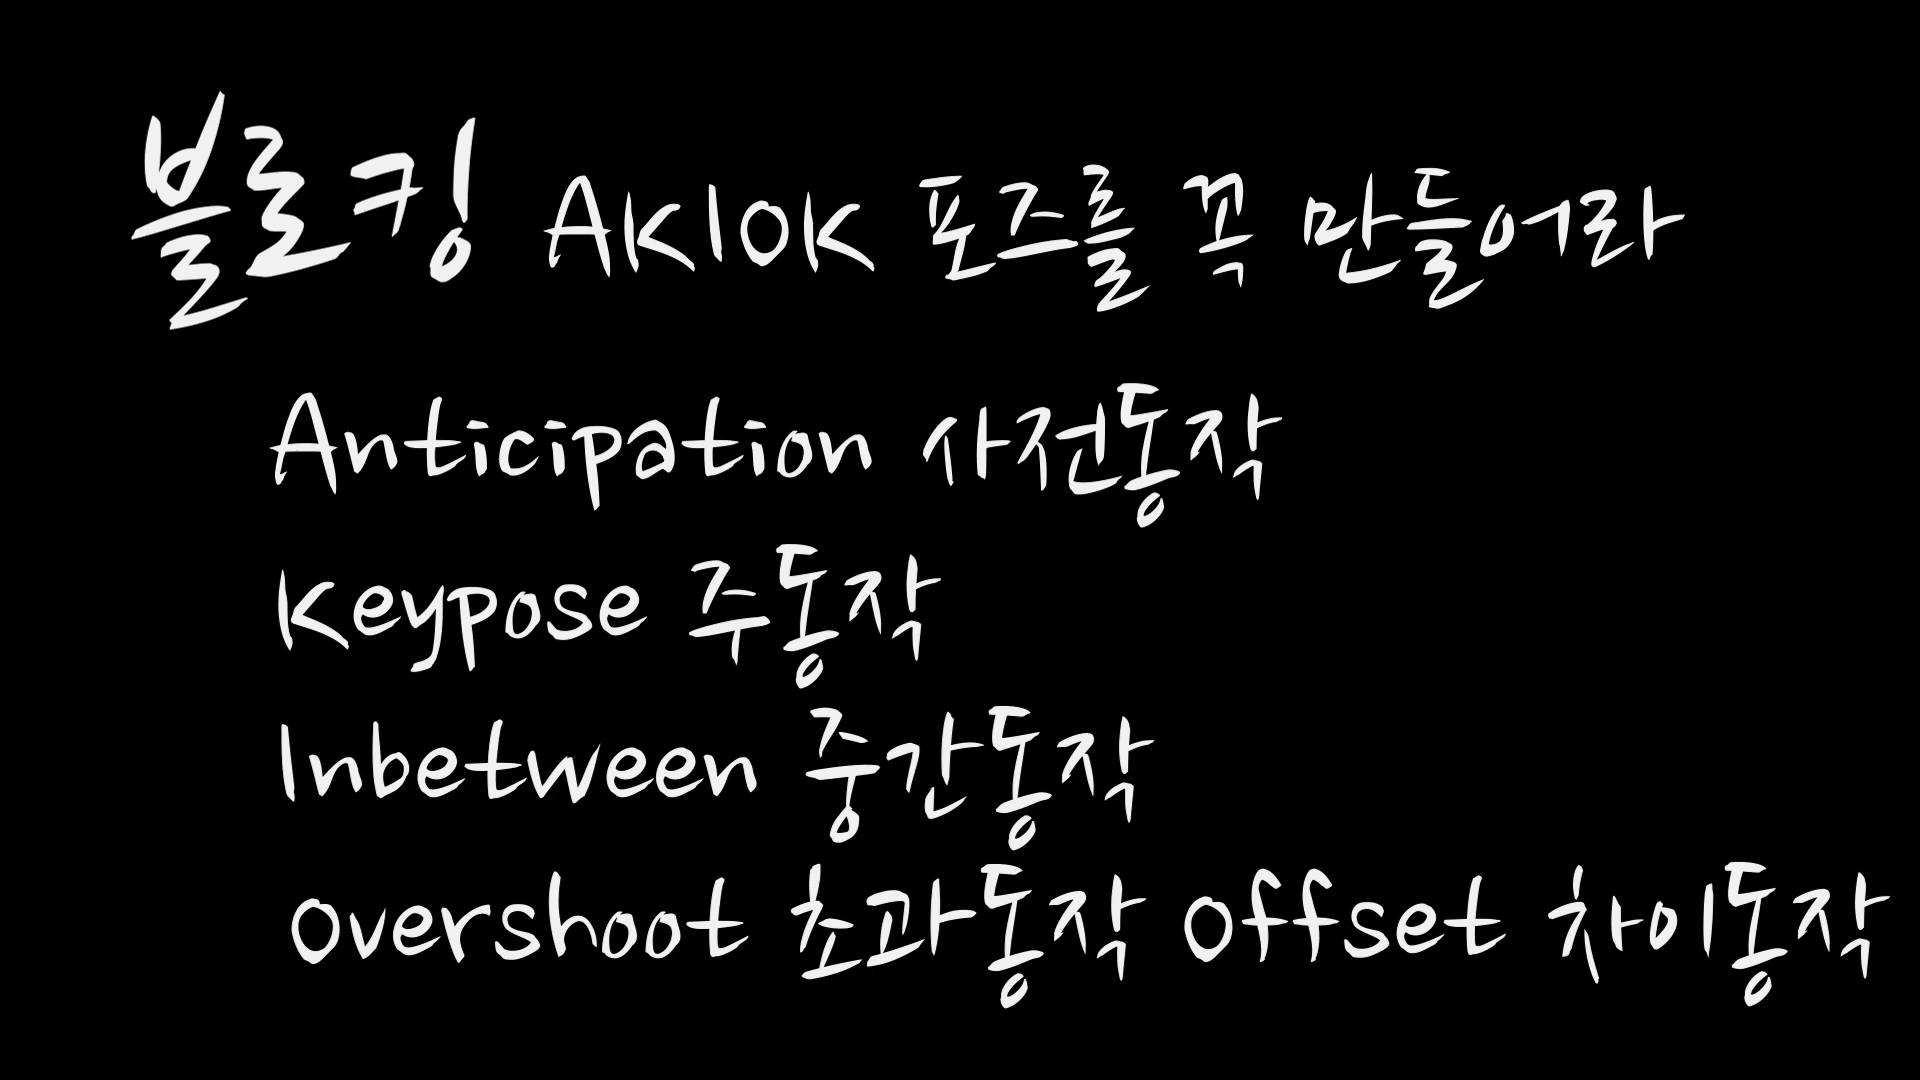 블로킹 AKIOK 포즈를 꼭 만들어라
Anticipation 사전동작
Keypose 주동작
Inbetween 중간동작
Overshoot 초과동작 Offset 차이동작